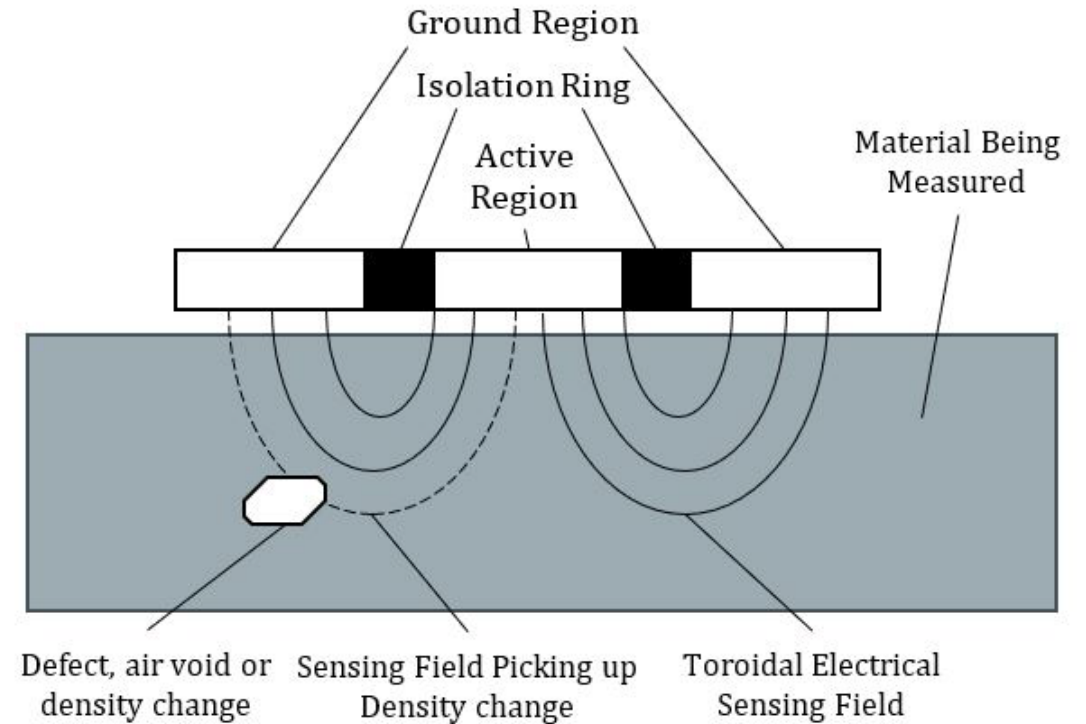 Ground Region
Isolation Ring
Active
Region
Material Being
Measured
Defect, air void or
density change
Sensing Field Picking up
Density change
Toroidal Electrical
Sensing Field